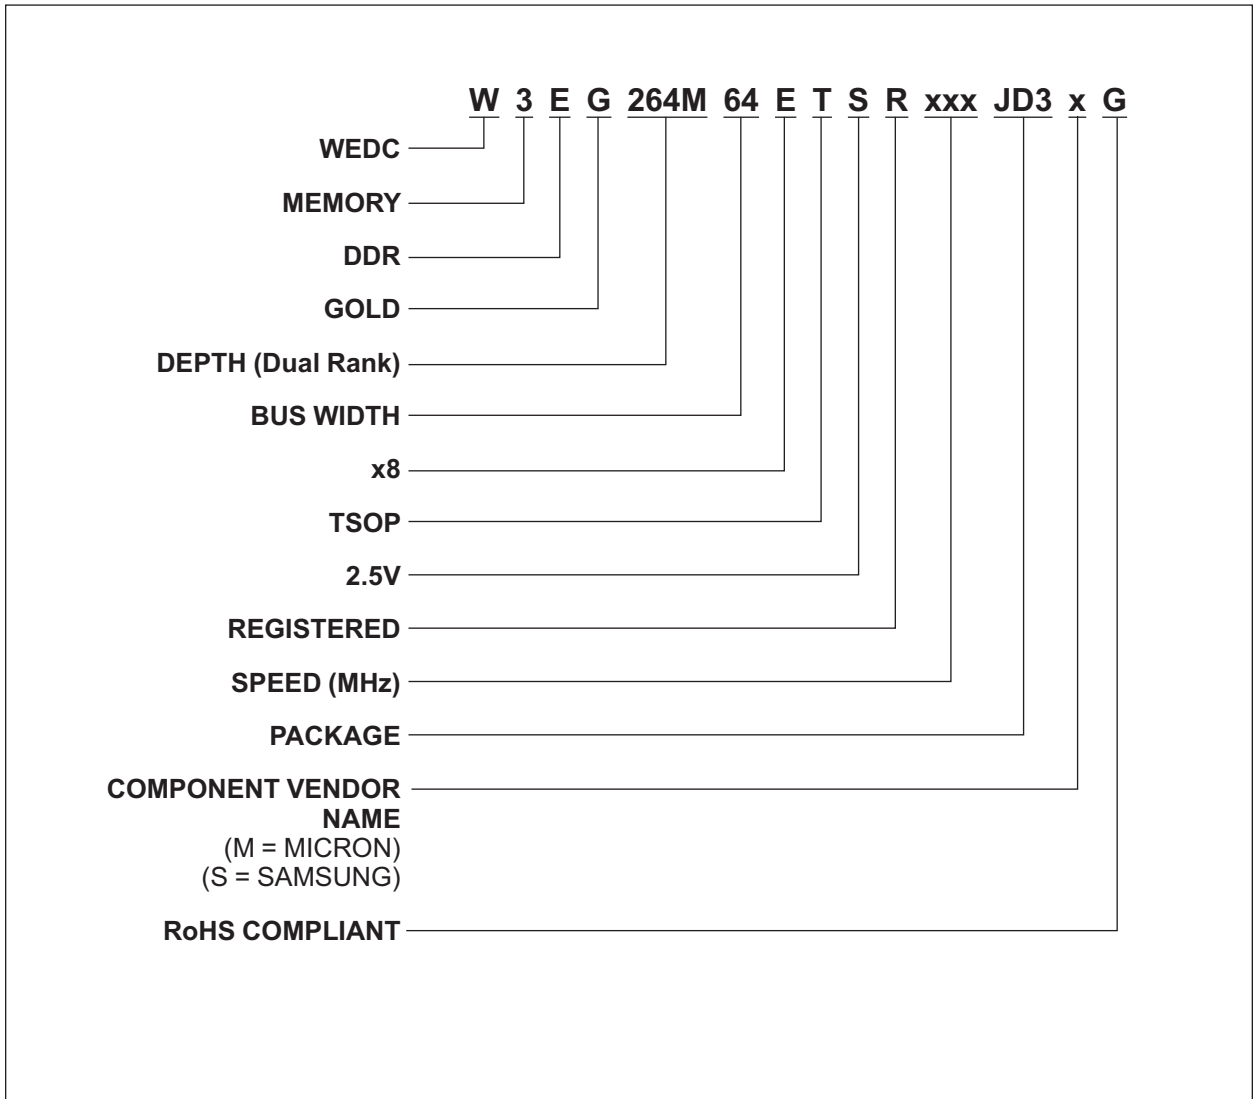 W 3 E G 264M 64 E T S R xxx JD3 x G
WEDC
MEMORY
DDR
GOLD
DEPTH (Dual Rank)
BUS WIDTH
x8
TSOP
2.5V
REGISTERED
SPEED (MHz)
PACKAGE
COMPONENT VENDOR
NAME
(M = MICRON)
(S = SAMSUNG)
RoHS COMPLIANT